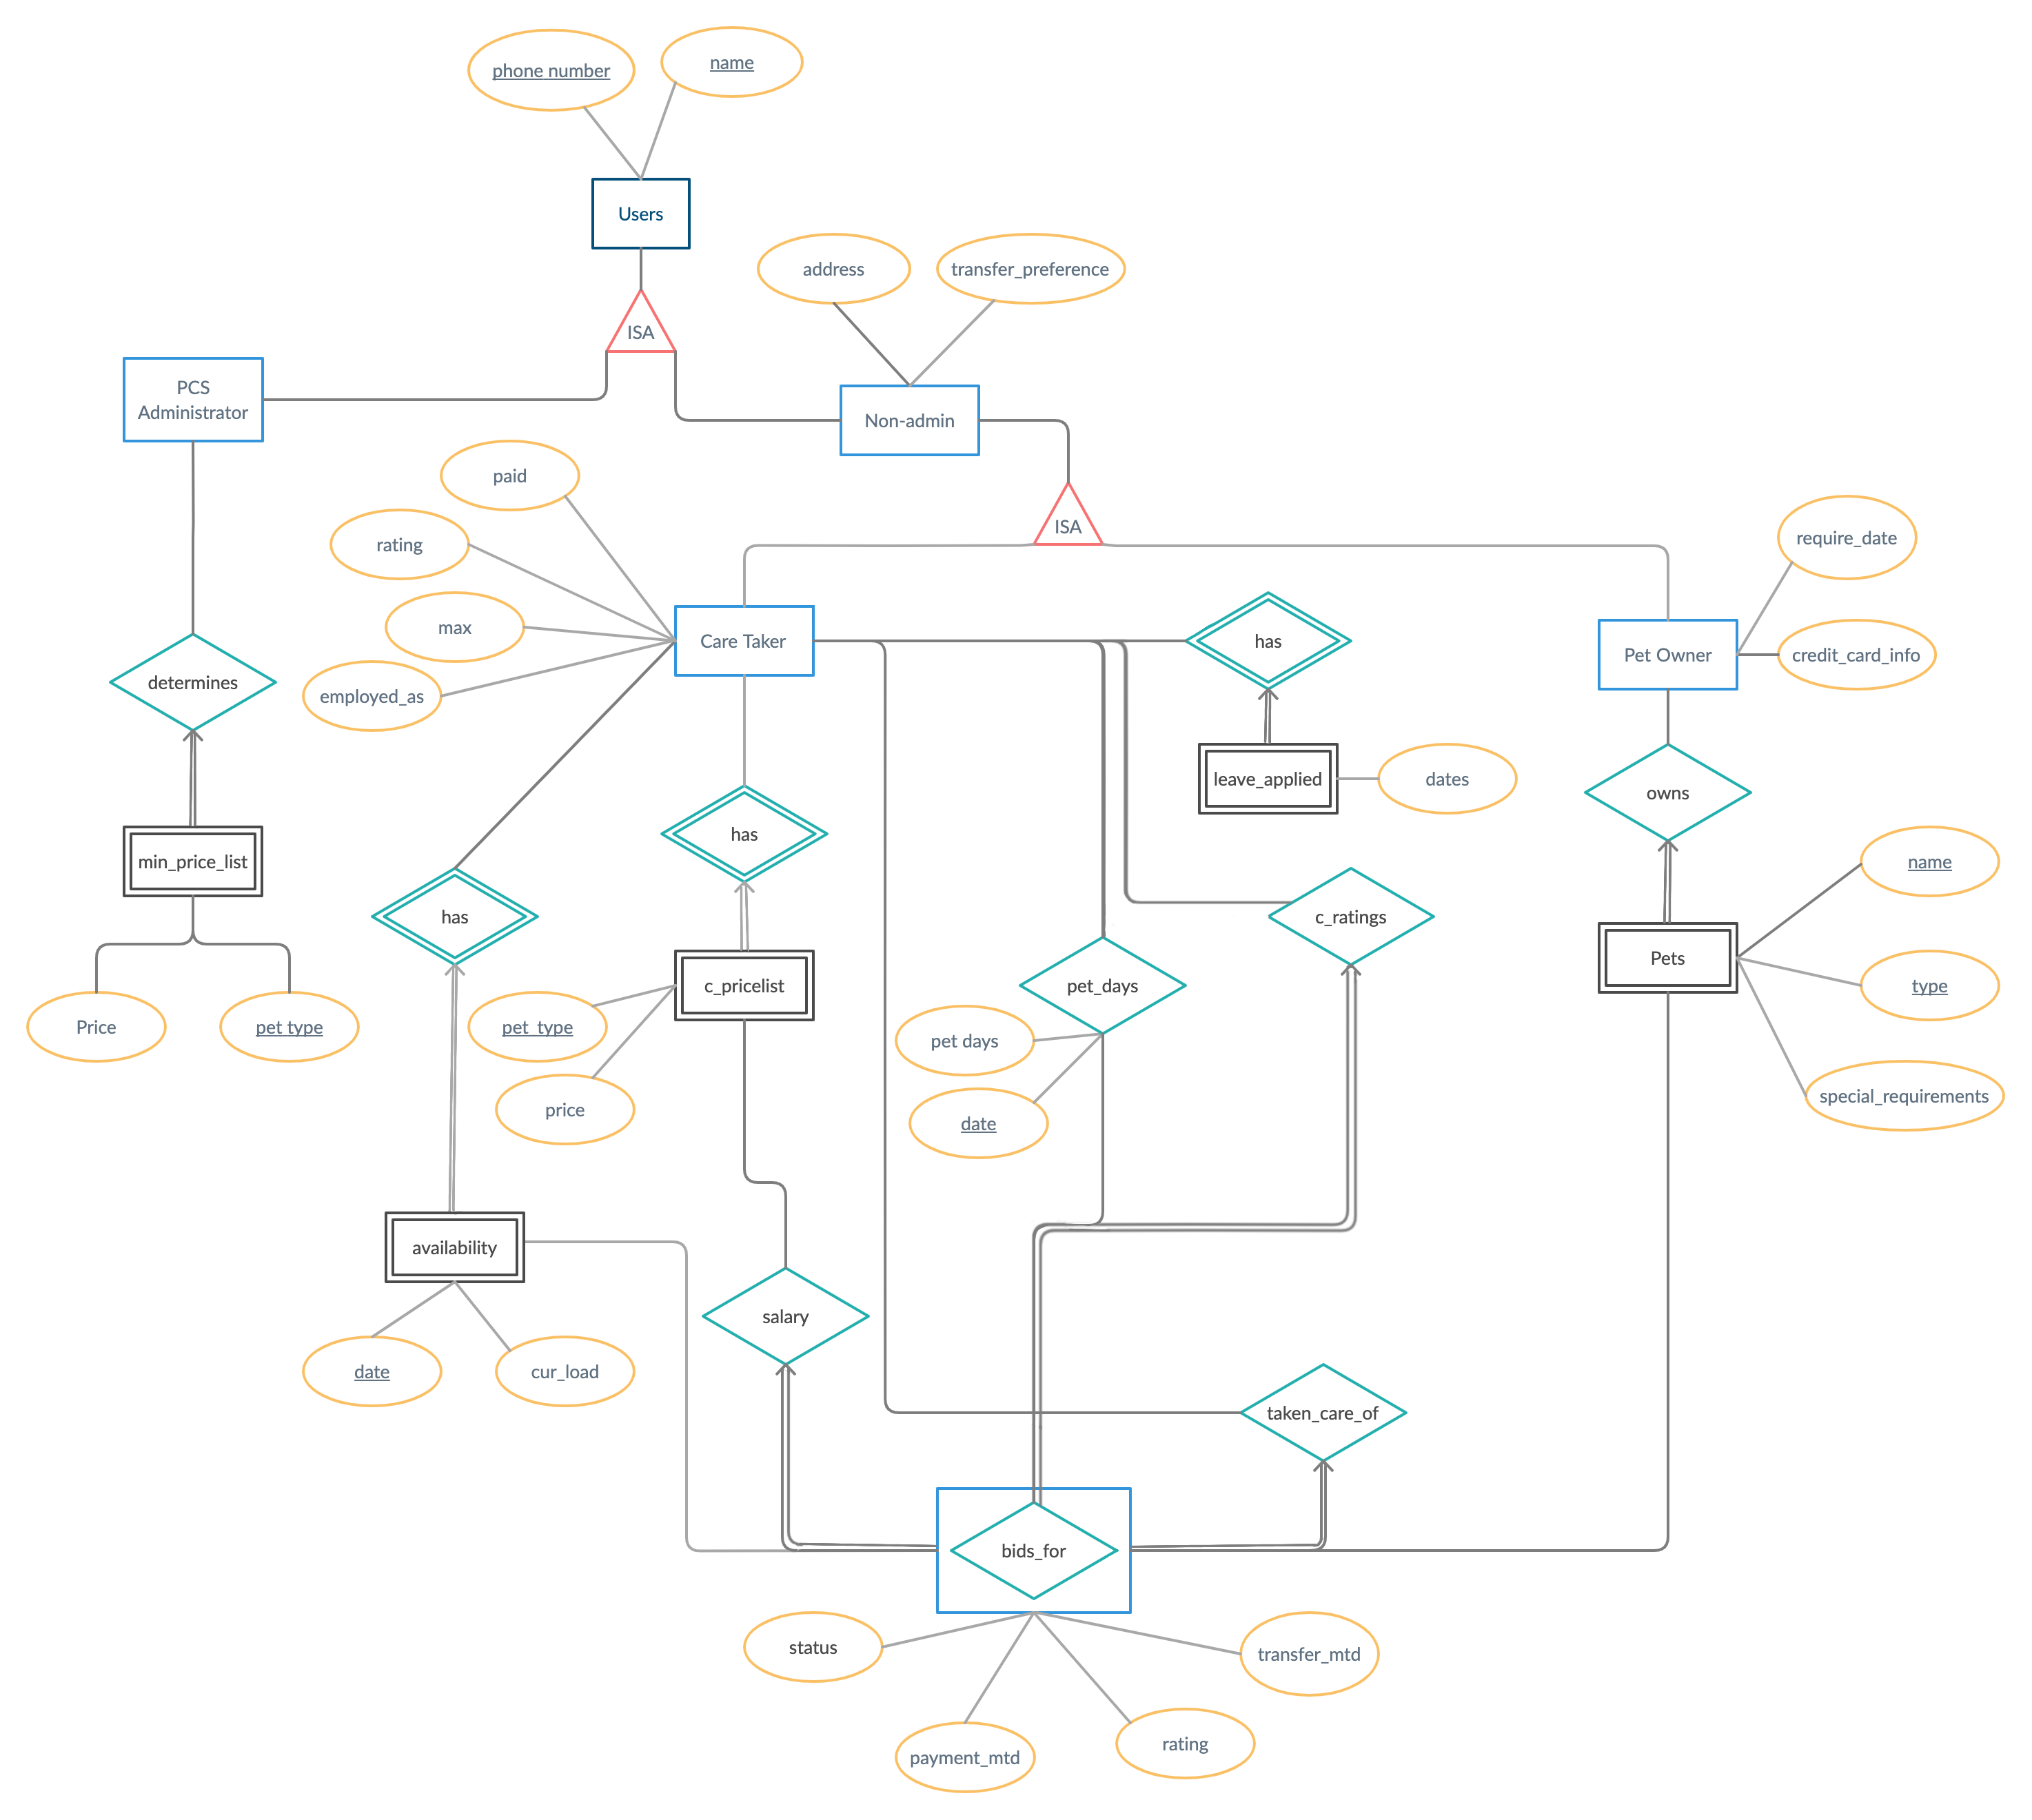 phone number
name
Users
address
transfer_preference
ISA
PCS
Administrator
Non-admin
paid
ISA
require_date
rating
max
Care Taker
has
Pet Owner
credit_card_info
determines
employed_as
leave_applied
dates
owns
min_price_list
has
name
has
c_ratings
Pets
c_pricelist
pet_days
type
Price
pet type
pet_type
pet days
price
date
special_requirements
availability
salary
date
cur_load
taken_care_of
bids_for
status
transfer_mtd
payment_mtd
rating